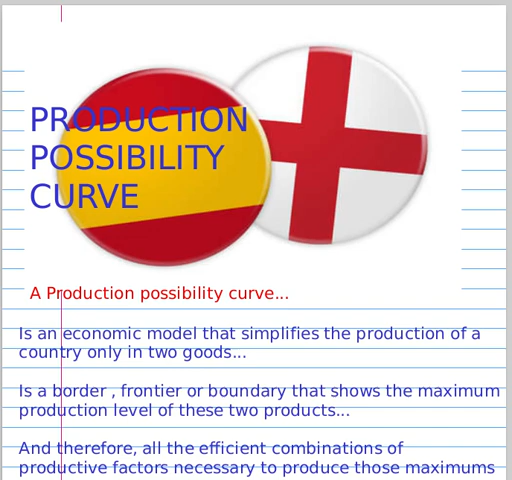 PRODUCTION
POSSIBILITY
CURVE
A Production possibility curve...
Is an economic model that simplifies the production of a
country only in two goods...
Is a border , frontier or boundary that shows the maximum
production level of these two products...
And therefore, all the efficient combinations of
productive factors necessary to produce those maximums